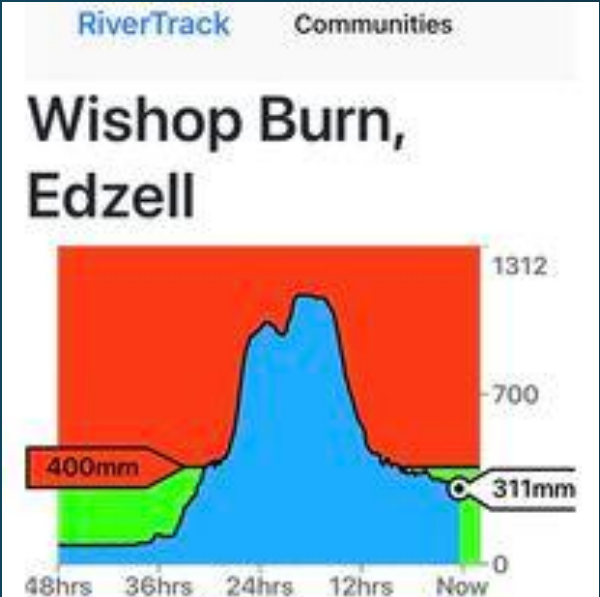 RiverTrack Communities
Wishop Burn,
Edzell
1312
700
400mm
311mm
0
48hrs 36hrs 24hrs 12hrs Now